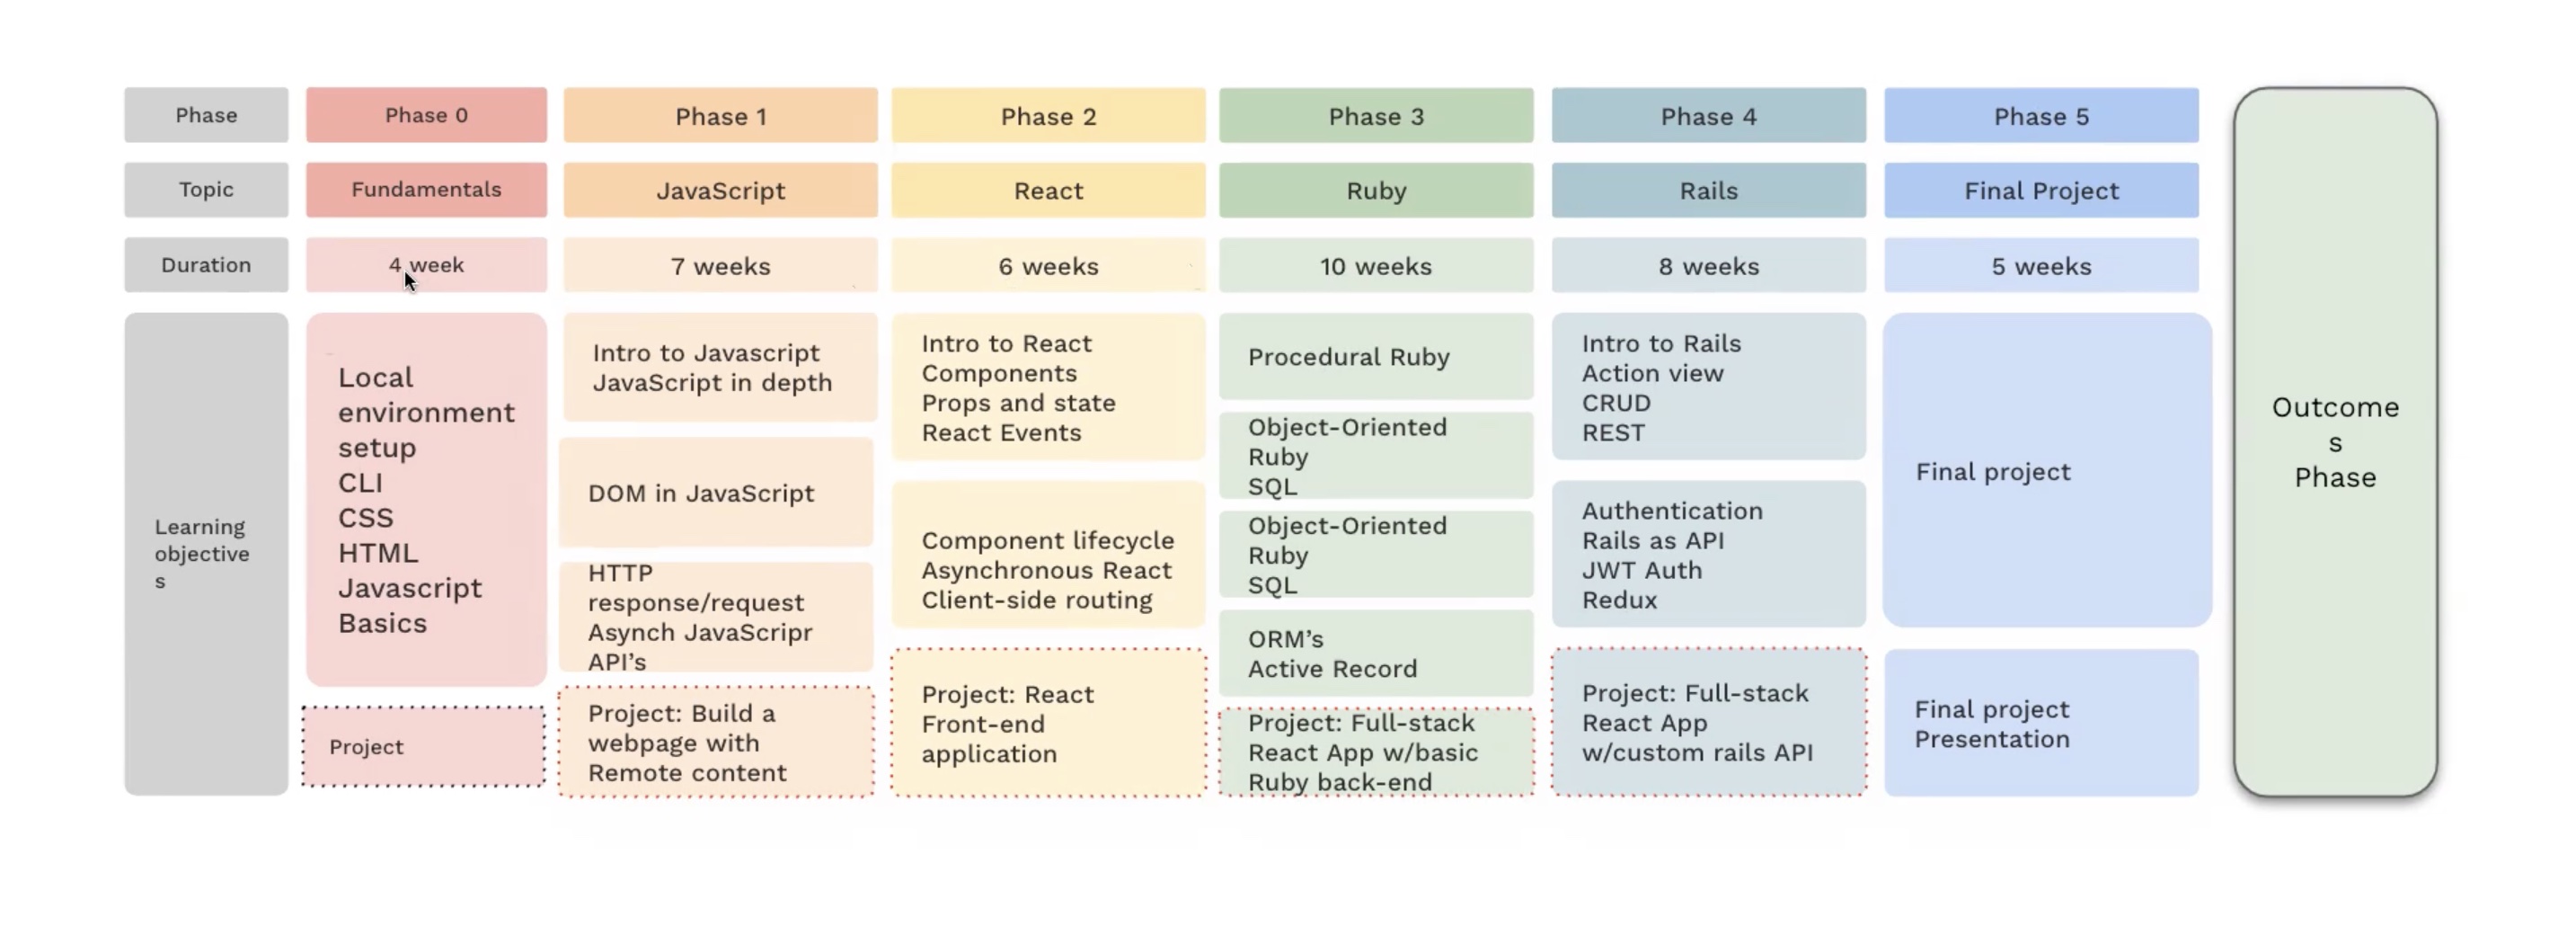 Phase
Phase 0
Phase 1
Phase 2
Phase 3
Phase 4
Phase 5
Topic
Fundamentals
JavaScript
React
Ruby
Rails
Final Project
Duration
4 week
7 weeks
6 weeks
10 weeks
8 weeks
5 weeks
Learning
objective
s
Local
environment
setup
CLI
CSS
HTML
Javascript
Basics
Project
Intro to Javascript
JavaScript in depth
DOM in JavaScript
HTTP
response/request
Asynch JavaScripr
API’s
Project: Build a
webpage with
Remote content
Intro to React
Components
Props and state
React Events
Component lifecycle
Asynchronous React
Client-side routing
Project: React
Front-end
application
Procedural Ruby
Object-Oriented
Ruby
SQL
Object-Oriented
Ruby
SQL
ORM’s
Active Record
Project: Full-stack
React App w/basic
Ruby back-end
Intro to Rails
Action view
CRUD
REST
Authentication
Rails as API
JWT Auth
Redux
Project: Full-stack
React App
w/custom rails API
Final project
Final project
Presentation
Outcome
s
Phase